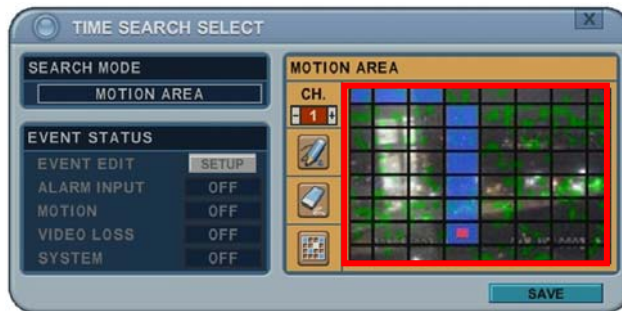 TIME SEARCH SELECT
X
SEARCH MODE
MOTION AREA
EVENT STATUS
EVENT EDIT SETUP
ALARM INPUT OFF
MOTION OFF
VIDEO LOSS OFF
SYSTEM OFF
MOTION AREA
CH.
- 1 +
SAVE